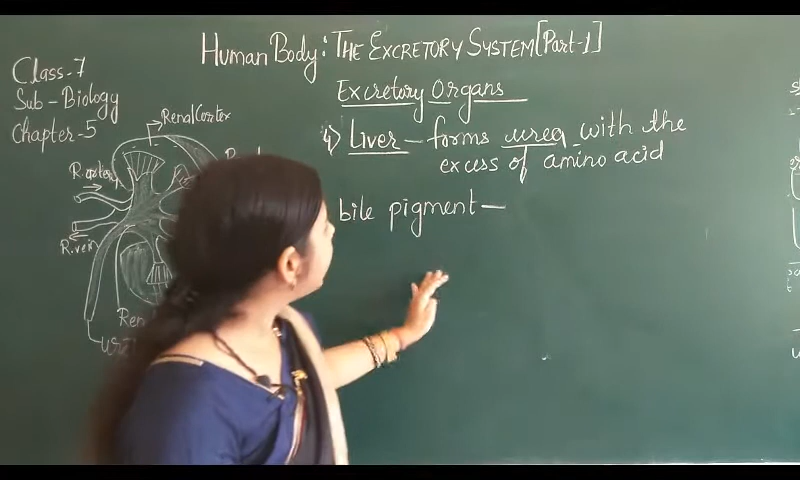 Human Body: THE EXCRETORY SYSTEM [Part-1]
Class-7
Sub-Biology
Chapter-5
Excretory Organs
4) Liver - forms urea with the
excess of amino acid
bile pigment -
Renal Cortex
R. artery
R. vein